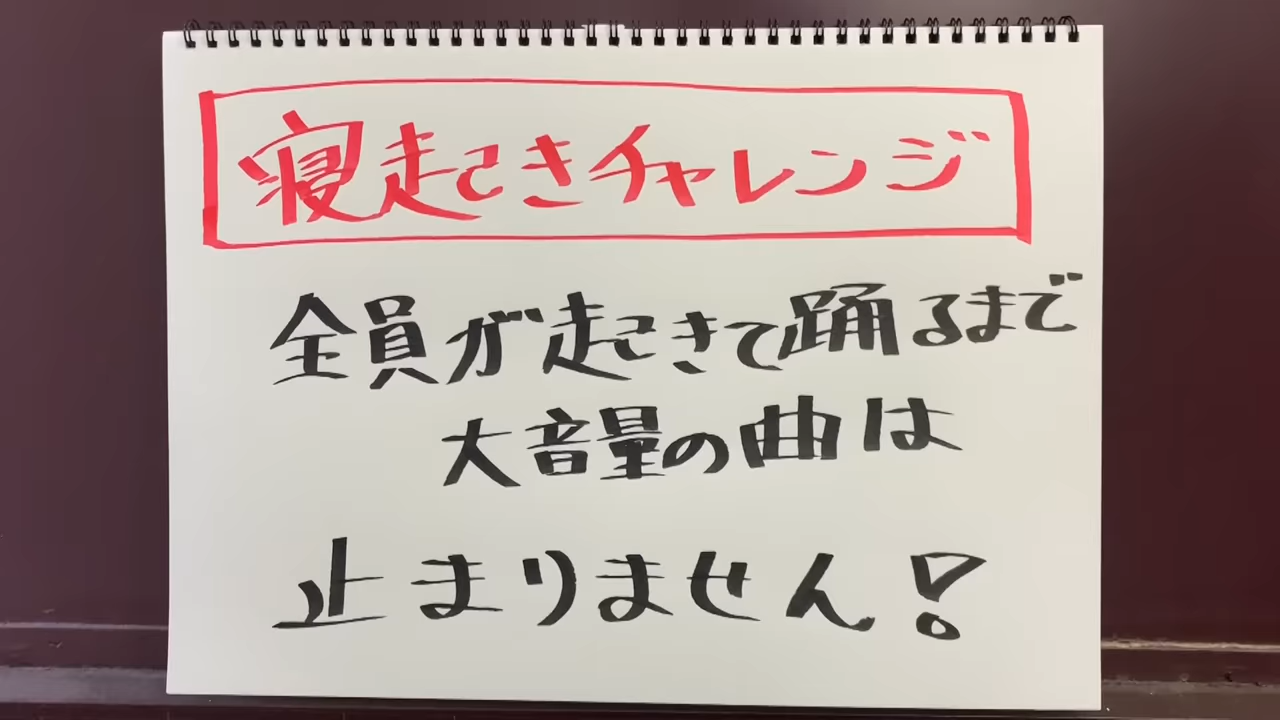 寝起きチャレンジ
全員が起きて踊るまで
大音量の曲は
止まりません!